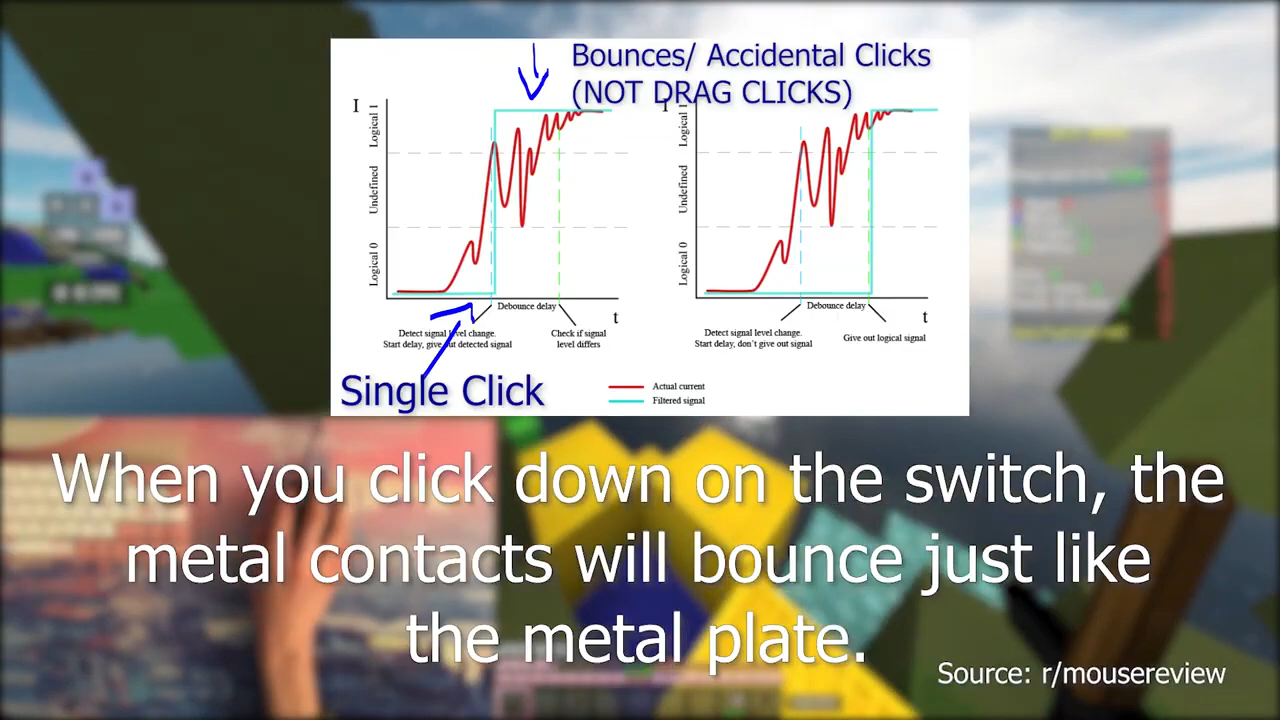 Bounces/ Accidental Clicks
(NOT DRAG CLICKS)
I
Logical 1
Undefined
Logical 0
Debounce delay
t
Detect signal level change.
Start delay, give out detected signal
Check if signal
level differs
I
Logical 1
Undefined
Logical 0
Debounce delay
t
Detect signal level change.
Start delay, don't give out signal
Give out logical signal
Single Click
Actual current
Filtered signal
When you click down on the switch, the
metal contacts will bounce just like
the metal plate.
Source: r/mousereview